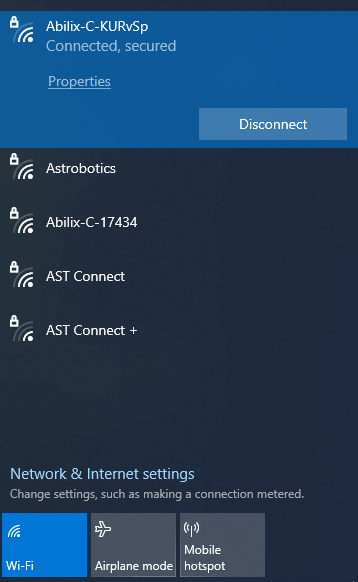 Abilix-C-KURvSp
Connected, secured
Properties
Disconnect
Astrobotics
Abilix-C-17434
AST Connect
AST Connect +
Network & Internet settings
Change settings, such as making a connection metered.
Wi-Fi
Airplane mode
Mobile
hotspot